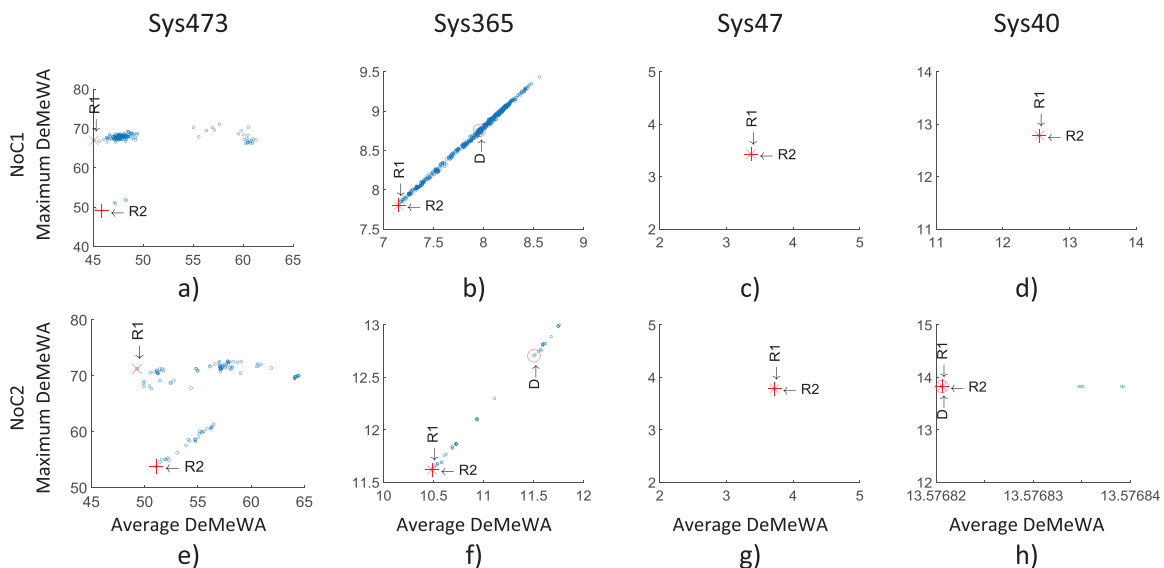 Sys473 Sys365 Sys47 Sys40
NoC1
Maximum DeMeWA
80
70
60
50
40
45 50 55 60 65
R1
← R2
a)
9.5
9
8.5
8
7.5
7 7.5 8 8.5 9
R1
← R2
D
b)
5
4
3
2
2 3 4 5
R1
← R2
c)
14
13
12
11
11 12 13 14
R1
← R2
d)
NoC2
Maximum DeMeWA
80
70
60
50
45 50 55 60 65
R1
← R2
Average DeMeWA
e)
13
12.5
12
11.5
10 10.5 11 11.5 12
R1
← R2
D
Average DeMeWA
f)
5
4
3
2
2 3 4 5
R1
← R2
Average DeMeWA
g)
15
14
13
12
13.57682 13.57683 13.57684
R1
← R2
D
Average DeMeWA
h)